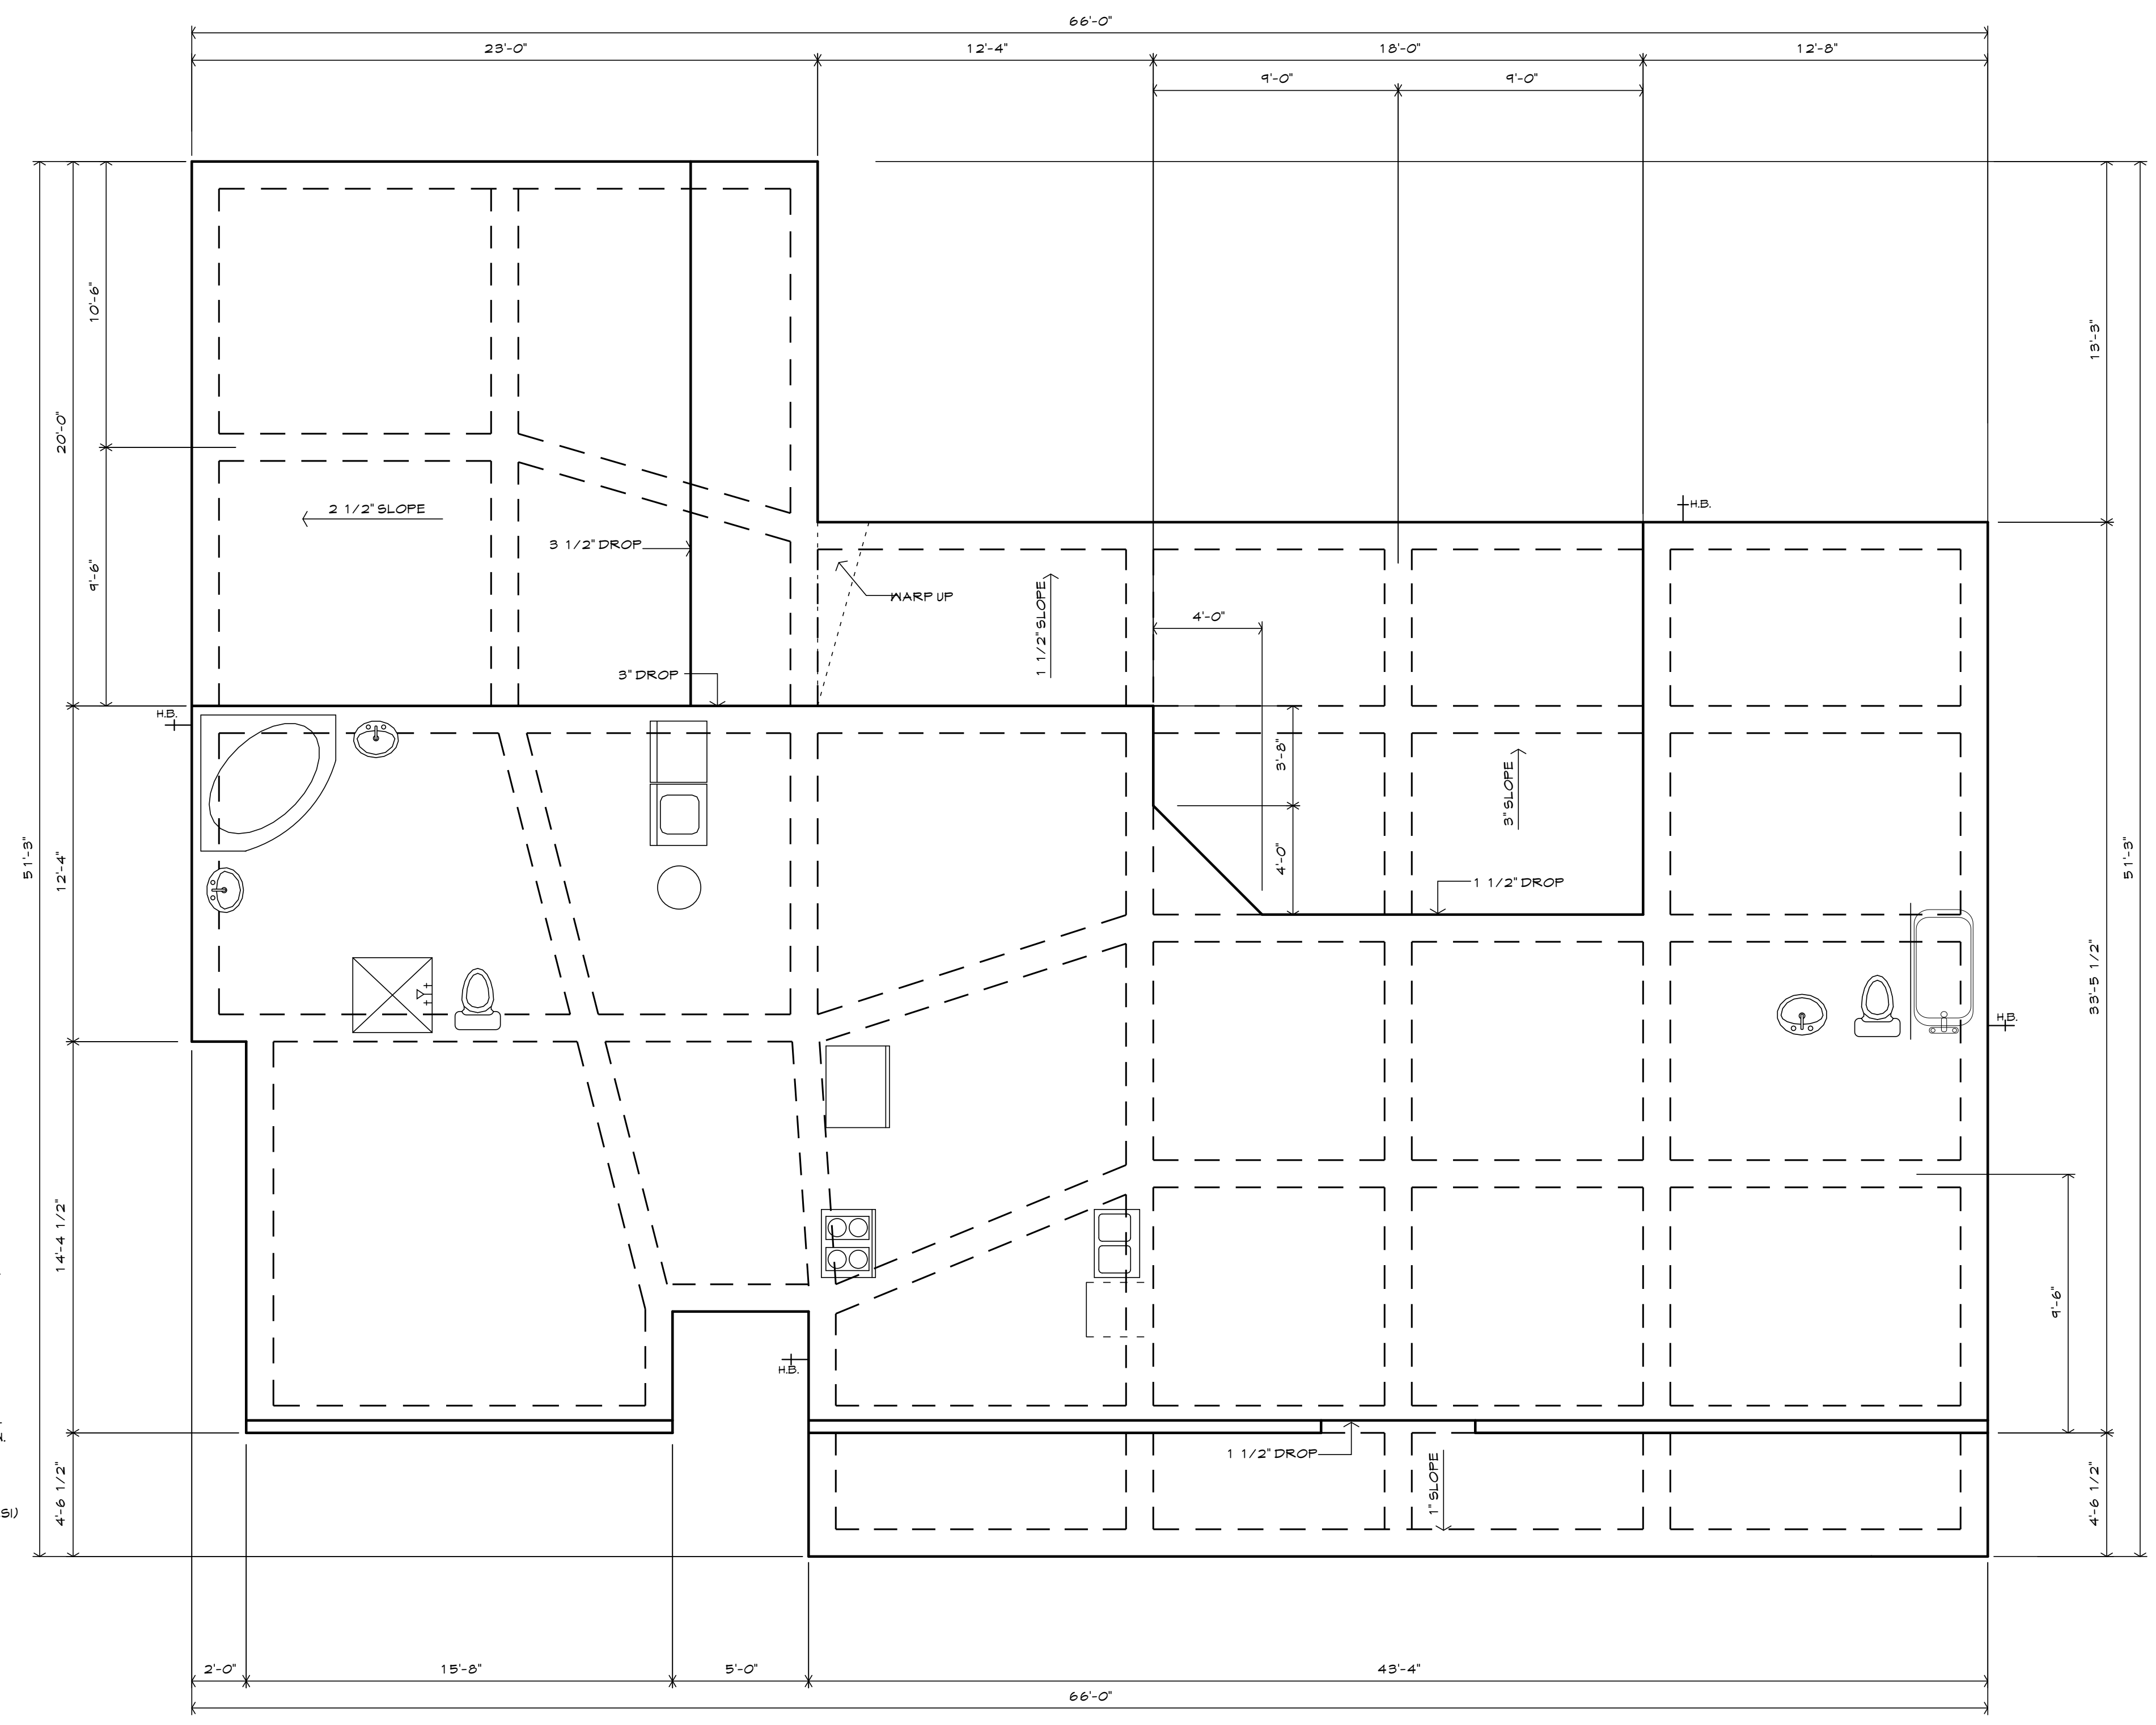 66'-0"
23'-0"
12'-4"
18'-0"
12'-8"
9'-0"
9'-0"
10'-6"
13'-3"
20'-0"
2 1/2" SLOPE
H.B.
3 1/2" DROP
9'-6"
WARP UP
1 1/2" SLOPE
4'-0"
3" DROP
H.B.
3'-8"
3" SLOPE
51'-3"
12'-4"
4'-0"
1 1/2" DROP
51'-3"
33'-5 1/2"
H.B.
14'-4 1/2"
9'-6"
H.B.
1 1/2" DROP
1" SLOPE
4'-6 1/2"
4'-6 1/2"
SI)
2'-0"
15'-8"
5'-0"
43'-4"
66'-0"